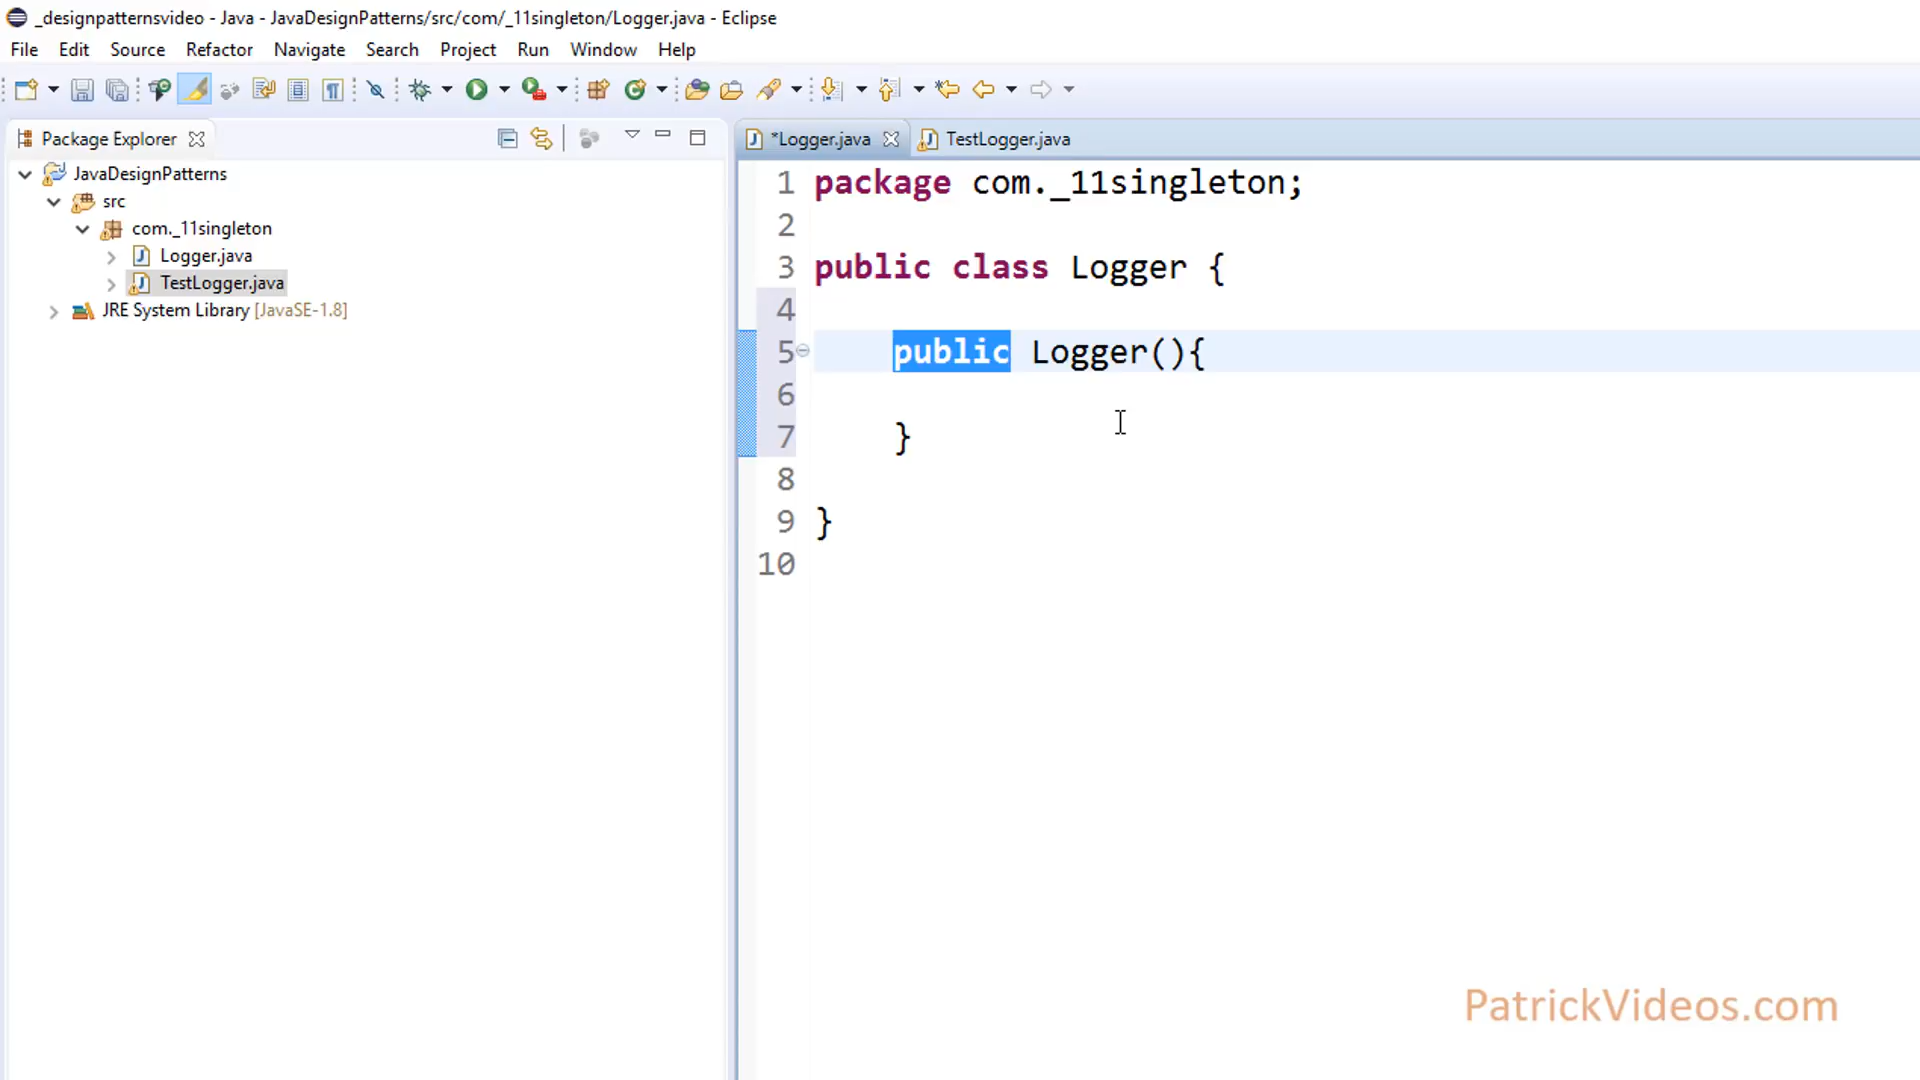 _designpatternsvideo - Java - JavaDesignPatterns/src/com/_11singleton/Logger.java - Eclipse
File Edit Source Refactor Navigate Search Project Run Window Help
Package Explorer
*Logger.java TestLogger.java
JavaDesignPatterns
src
com._11singleton
Logger.java
TestLogger.java
JRE System Library [JavaSE-1.8]
1 package com._11singleton;
2
3 public class Logger {
4
5 public Logger(){
6
7 }
8
9 }
10
PatrickVideos.com